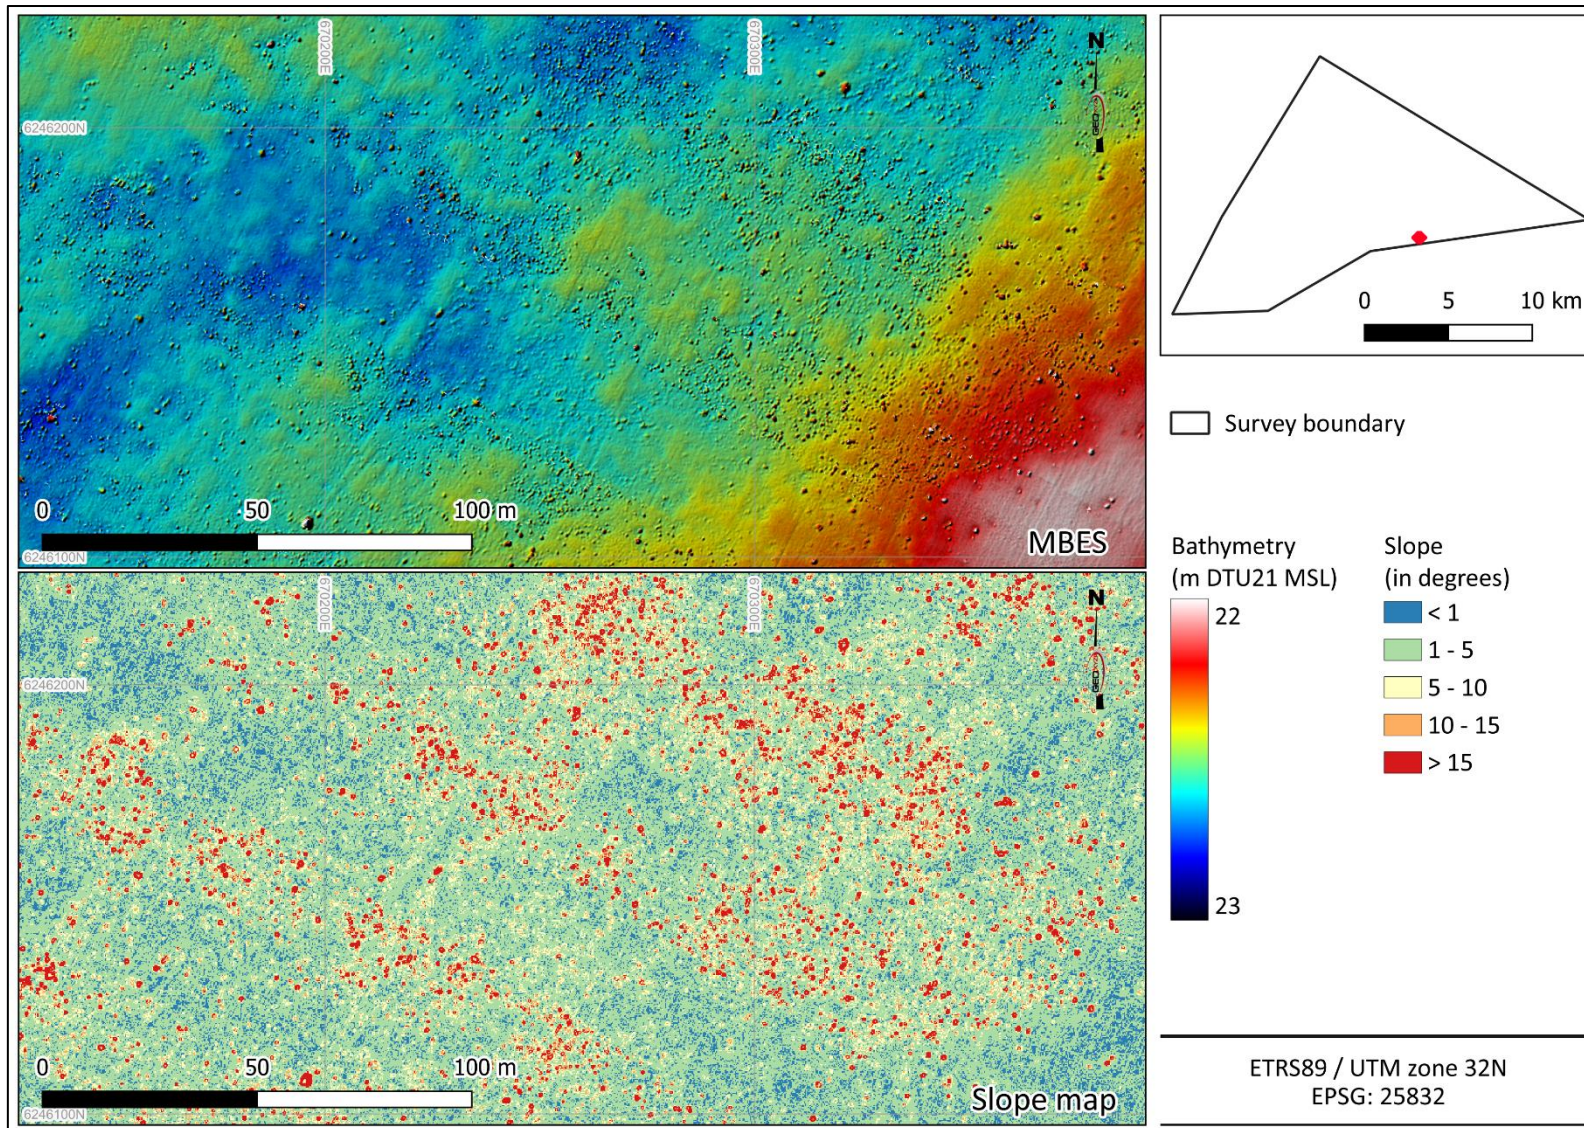 670200E
670300E
N
GEO
6246200N
0 50 100 m
6246100N
MBES
670200E
670300E
N
GEO
6246200N
0 50 100 m
6246100N
Slope map
0 5 10 km
Survey boundary
Bathymetry
(m DTU21 MSL)
22
23
Slope
(in degrees)
< 1
1 - 5
5 - 10
10 - 15
> 15
ETRS89 / UTM zone 32N
EPSG: 25832